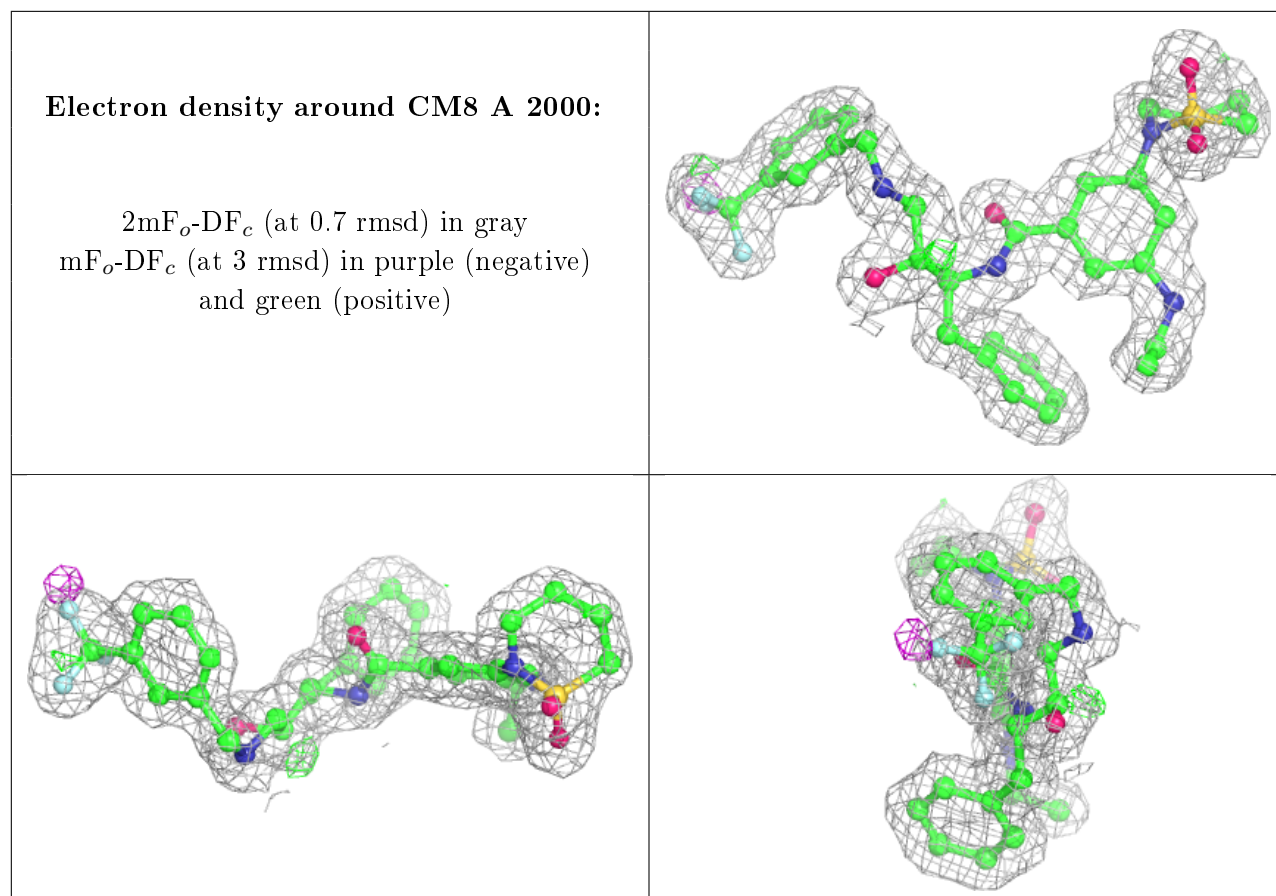 Electron density around CM8 A 2000:
2mFo-DFc (at 0.7 rmsd) in gray
mFo-DFc (at 3 rmsd) in purple (negative)
and green (positive)